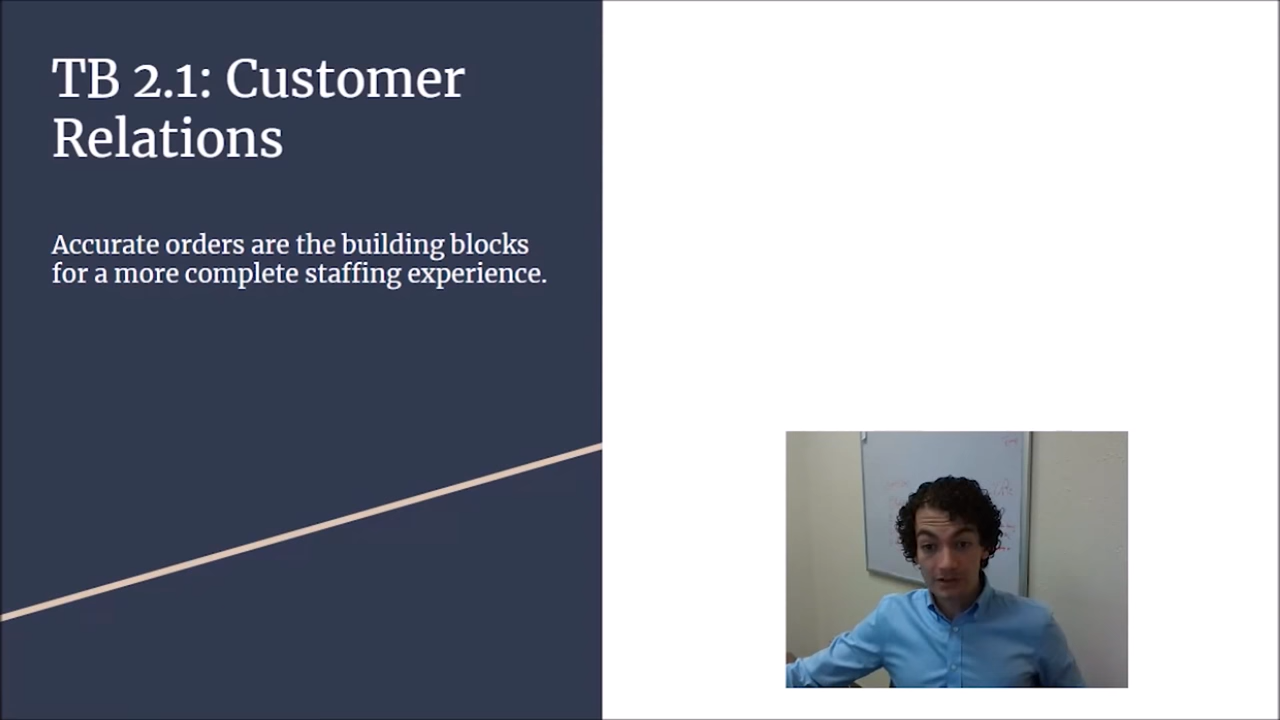 TB 2.1: Customer
Relations
Accurate orders are the building blocks
for a more complete staffing experience.